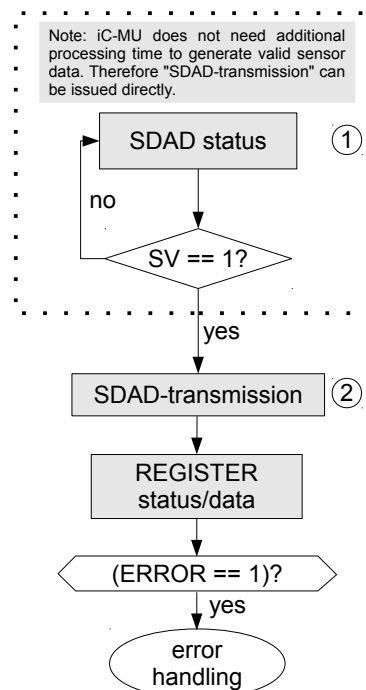 Note: iC-MU does not need additional
processing time to generate valid sensor
data. Therefore "SDAD-transmission" can
be issued directly.
SDAD status
1
no
SV == 1?
yes
SDAD-transmission
2
REGISTER
status/data
(ERROR == 1)?
yes
error
handling